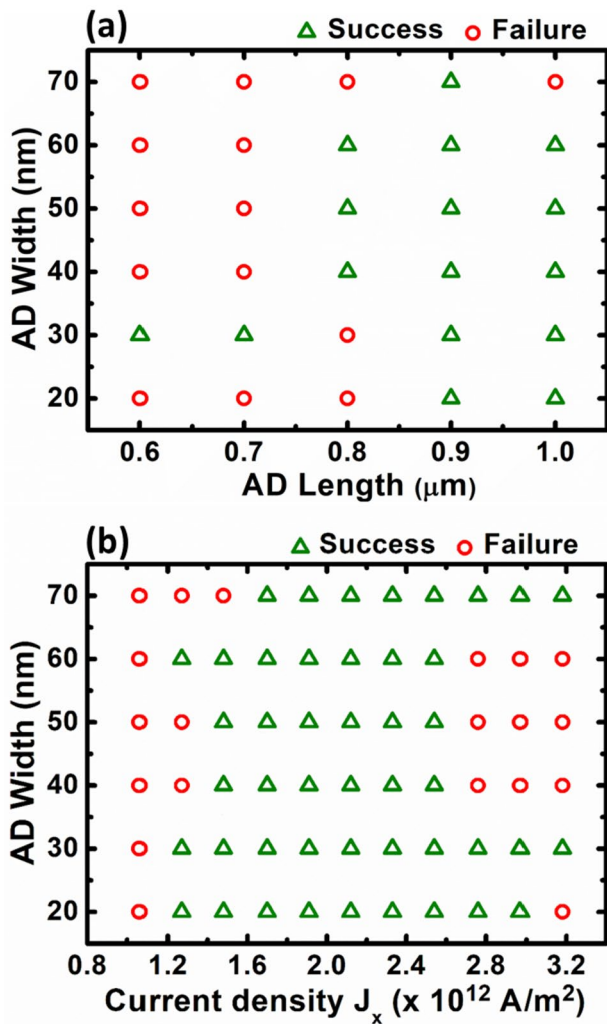 (a) Success Failure
70
60
50
40
30
20
AD Width (nm)
0.6 0.7 0.8 0.9 1.0
AD Length (μm)
(b) Success Failure
70
60
50
40
30
20
AD Width (nm)
0.8 1.2 1.6 2.0 2.4 2.8 3.2
Current density Jₓ (x 10¹² A/m²)